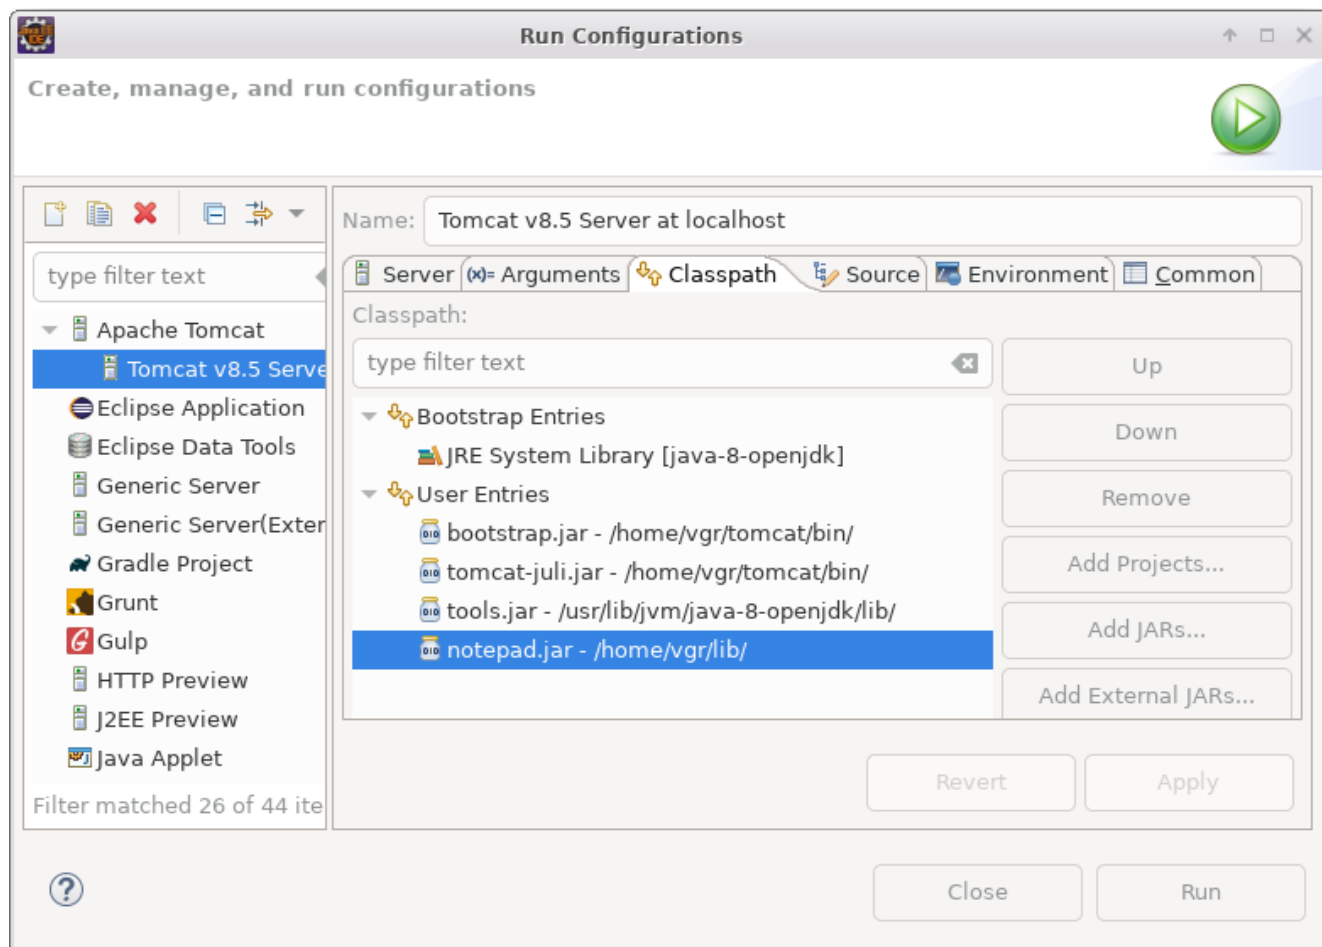 Run Configurations
Create, manage, and run configurations
Name: Tomcat v8.5 Server at localhost
type filter text
Apache Tomcat
Tomcat v8.5 Serve
Eclipse Application
Eclipse Data Tools
Generic Server
Generic Server(Exter
Gradle Project
Grunt
Gulp
HTTP Preview
J2EE Preview
Java Applet
Filter matched 26 of 44 ite
Server (x)= Arguments Classpath Source Environment Common
Classpath:
type filter text
Bootstrap Entries
JRE System Library [java-8-openjdk]
User Entries
bootstrap.jar - /home/vgr/tomcat/bin/
tomcat-juli.jar - /home/vgr/tomcat/bin/
tools.jar - /usr/lib/jvm/java-8-openjdk/lib/
notepad.jar - /home/vgr/lib/
Up
Down
Remove
Add Projects...
Add JARs...
Add External JARs...
Revert Apply
Close Run